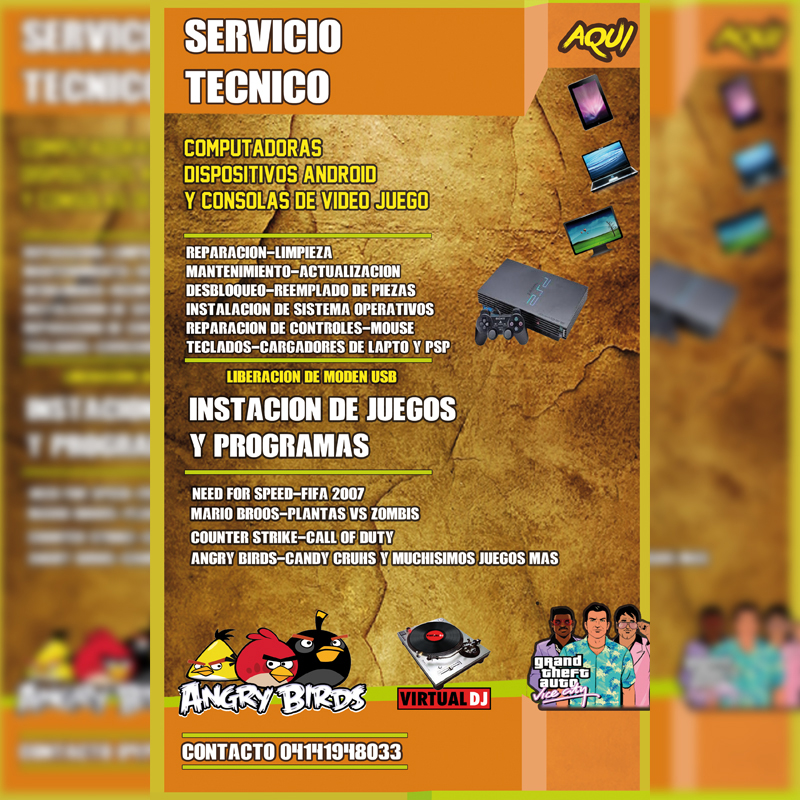 SERVICIO
TECNICO
AQUI
COMPUTADORAS
DISPOSITIVOS ANDROID
Y CONSOLAS DE VIDEO JUEGO
REPARACION-LIMPIEZA
MANTENIMIENTO-ACTUALIZACION
DESBLOQUEO-REEMPLADO DE PIEZAS
INSTALACION DE SISTEMA OPERATIVOS
REPARACION DE CONTROLES-MOUSE
TECLADOS-CARGADORES DE LAPTO Y PSP
LIBERACION DE MODEN USB
INSTACION DE JUEGOS
Y PROGRAMAS
NEED FOR SPEED-FIFA 2007
MARIO BROOS-PLANTAS VS ZOMBIS
COUNTER STRIKE-CALL OF DUTY
ANGRY BIRDS-CANDY CRUHS Y MUCHISIMOS JUEGOS MAS
ANGRY BIRDS
VIRTUAL DJ
grand
theft
auto
vice city
CONTACTO 04141948033